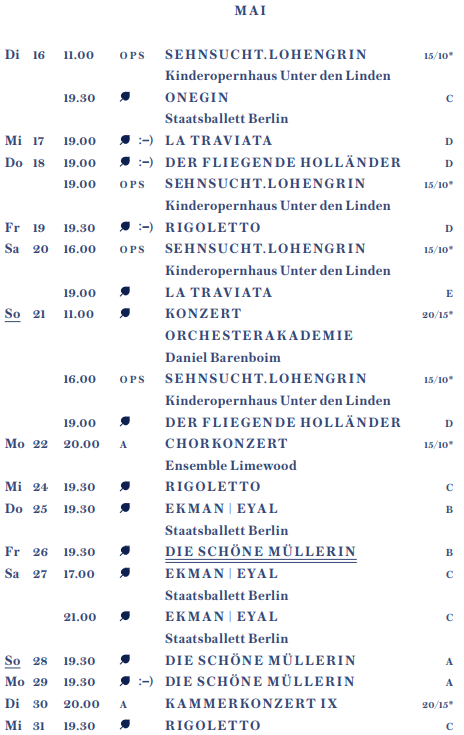 MAI
Di 16 11.00 OPS SEHNSUCHT.LOHENGRIN 15/10*
Kinderopernhaus Unter den Linden
19.30 ONEGIN C
Staatsballett Berlin
Mi 17 19.00 :–) LA TRAVIATA D
Do 18 19.00 :–) DER FLIEGENDE HOLLÄNDER D
19.00 OPS SEHNSUCHT.LOHENGRIN 15/10*
Kinderopernhaus Unter den Linden
Fr 19 19.30 :–) RIGOLETTO D
Sa 20 16.00 OPS SEHNSUCHT.LOHENGRIN 15/10*
Kinderopernhaus Unter den Linden
19.00 LA TRAVIATA E
So 21 11.00 KONZERT 20/15*
ORCHESTERAKADEMIE
Daniel Barenboim
16.00 OPS SEHNSUCHT.LOHENGRIN 15/10*
Kinderopernhaus Unter den Linden
19.00 DER FLIEGENDE HOLLÄNDER D
Mo 22 20.00 A CHORKONZERT 15/10*
Ensemble Limewood
Mi 24 19.30 RIGOLETTO C
Do 25 19.30 EKMAN | EYAL B
Staatsballett Berlin
Fr 26 19.30 DIE SCHÖNE MÜLLERIN B
Sa 27 17.00 EKMAN | EYAL C
Staatsballett Berlin
21.00 EKMAN | EYAL C
Staatsballett Berlin
So 28 19.30 DIE SCHÖNE MÜLLERIN A
Mo 29 19.30 :–) DIE SCHÖNE MÜLLERIN A
Di 30 20.00 A KAMMERKONZERT IX 20/15*
Mi 31 19.30 RIGOLETTO C